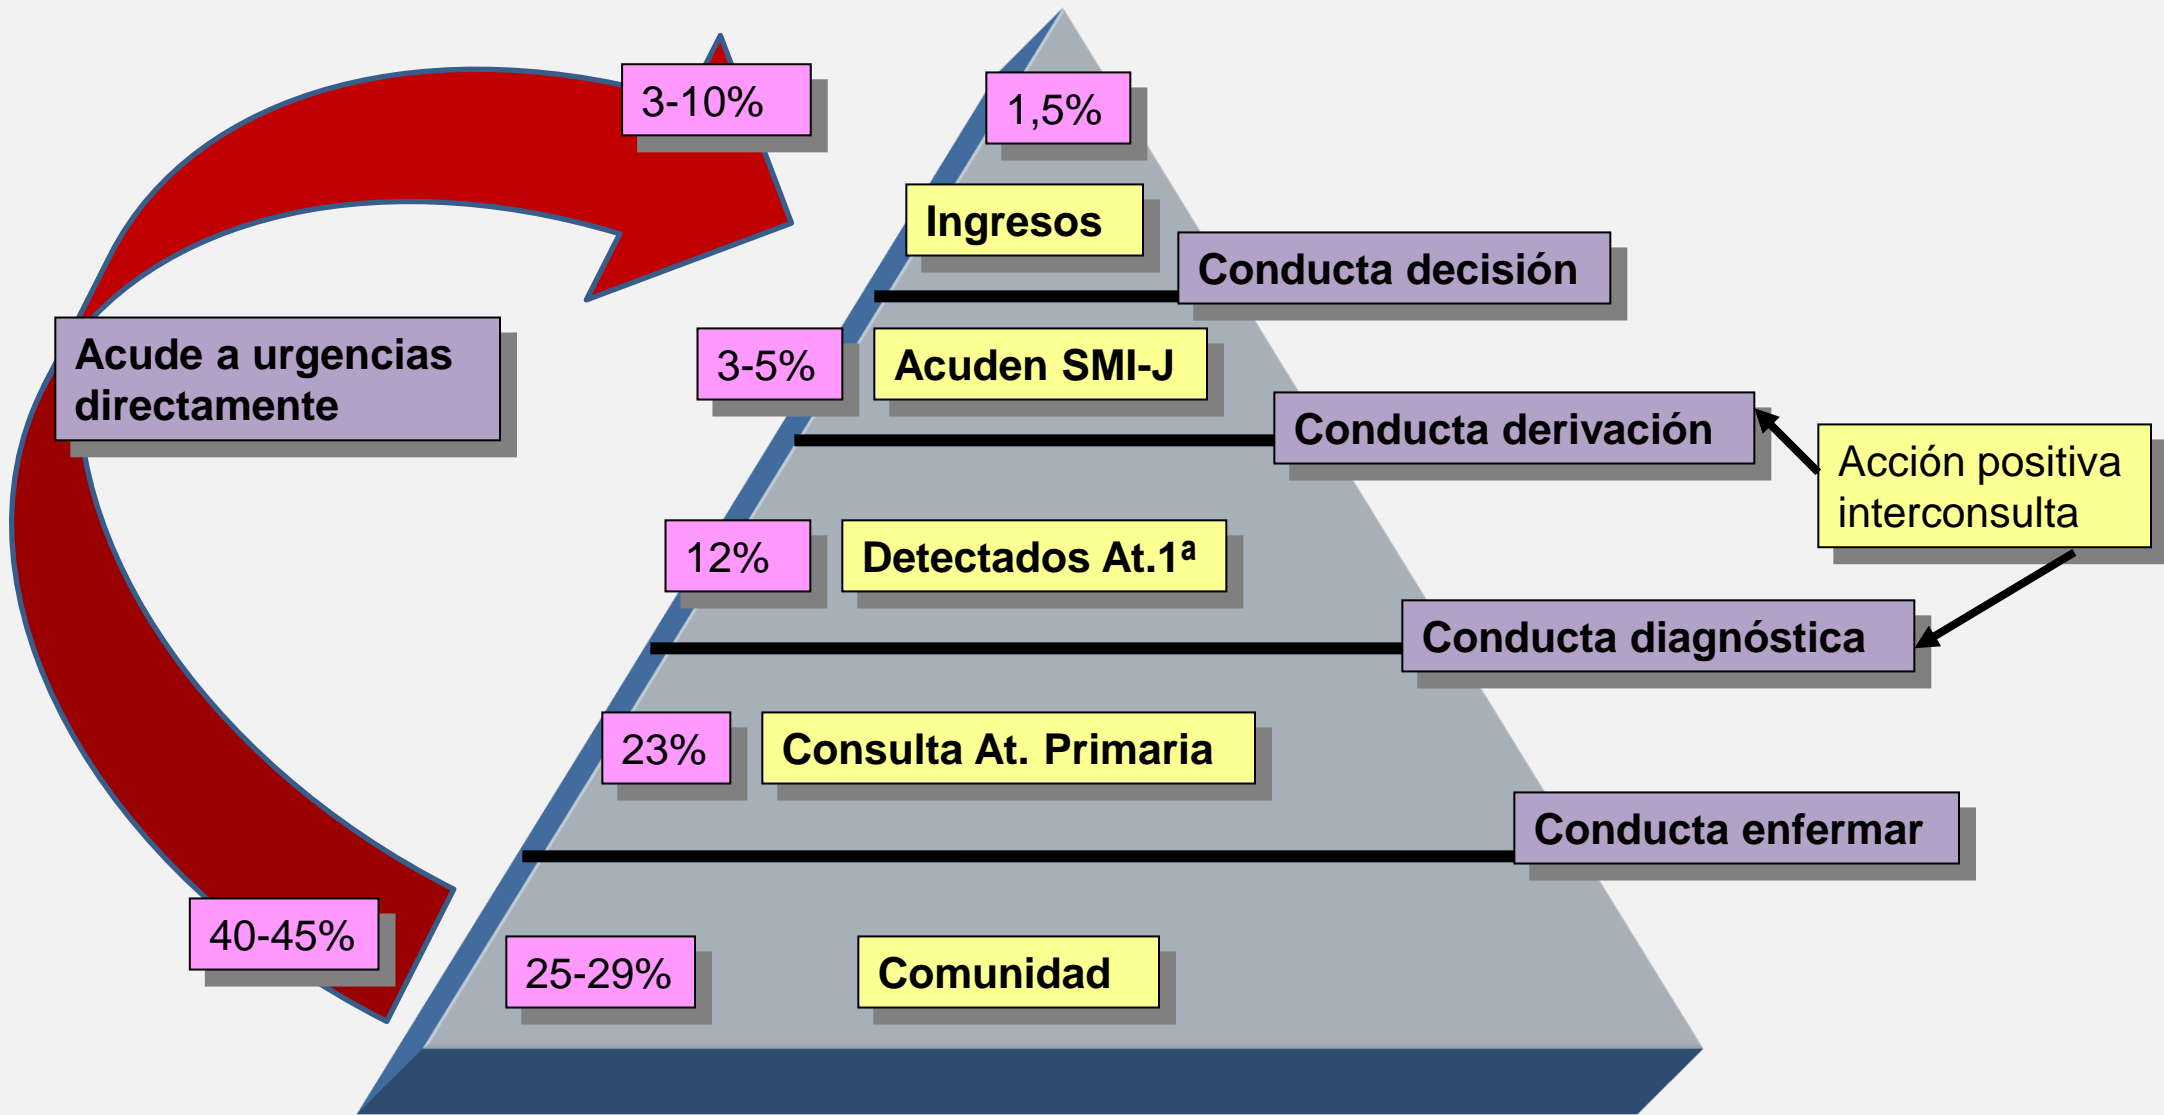 3-10%
1,5%
Ingresos
Conducta decisión
Acude a urgencias
directamente
3-5%
Acuden SMI-J
Conducta derivación
Acción positiva
interconsulta
12%
Detectados At.1ª
Conducta diagnóstica
23%
Consulta At. Primaria
Conducta enfermar
40-45%
25-29%
Comunidad